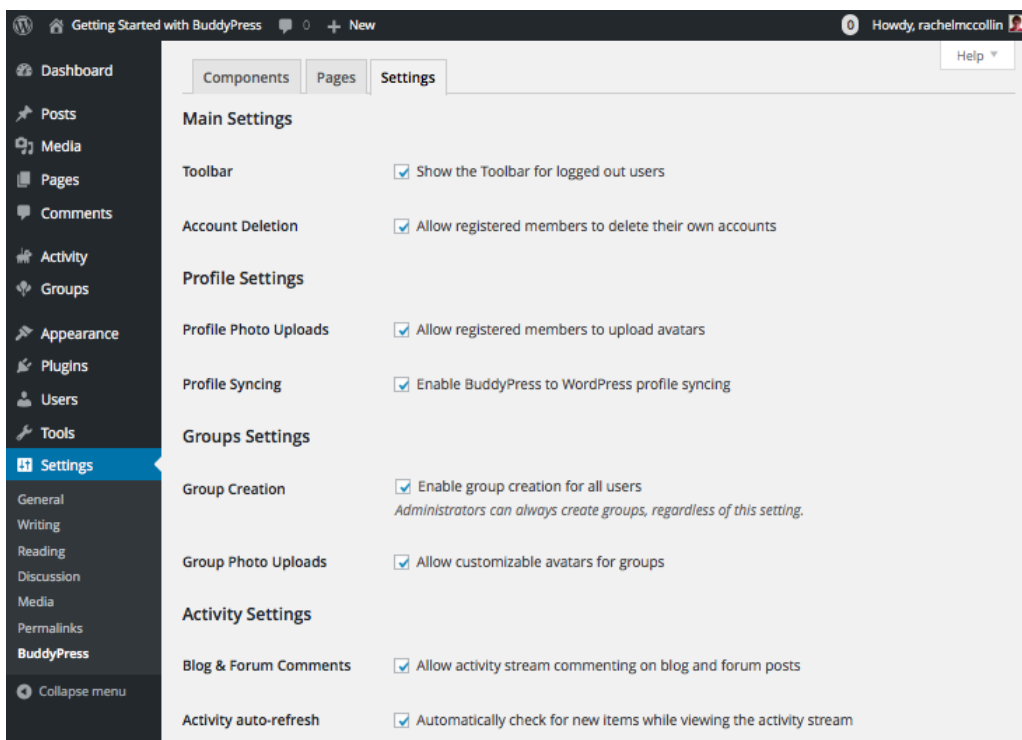 Getting Started with BuddyPress 0 + New 0 Howdy, rachelmccollin
Help
Dashboard
Posts
Media
Pages
Comments
Activity
Groups
Appearance
Plugins
Users
Tools
Settings
General
Writing
Reading
Discussion
Media
Permalinks
BuddyPress
Collapse menu
Components Pages Settings
Main Settings
Toolbar Show the Toolbar for logged out users
Account Deletion Allow registered members to delete their own accounts
Profile Settings
Profile Photo Uploads Allow registered members to upload avatars
Profile Syncing Enable BuddyPress to WordPress profile syncing
Groups Settings
Group Creation Enable group creation for all users
Administrators can always create groups, regardless of this setting.
Group Photo Uploads Allow customizable avatars for groups
Activity Settings
Blog & Forum Comments Allow activity stream commenting on blog and forum posts
Activity auto-refresh Automatically check for new items while viewing the activity stream